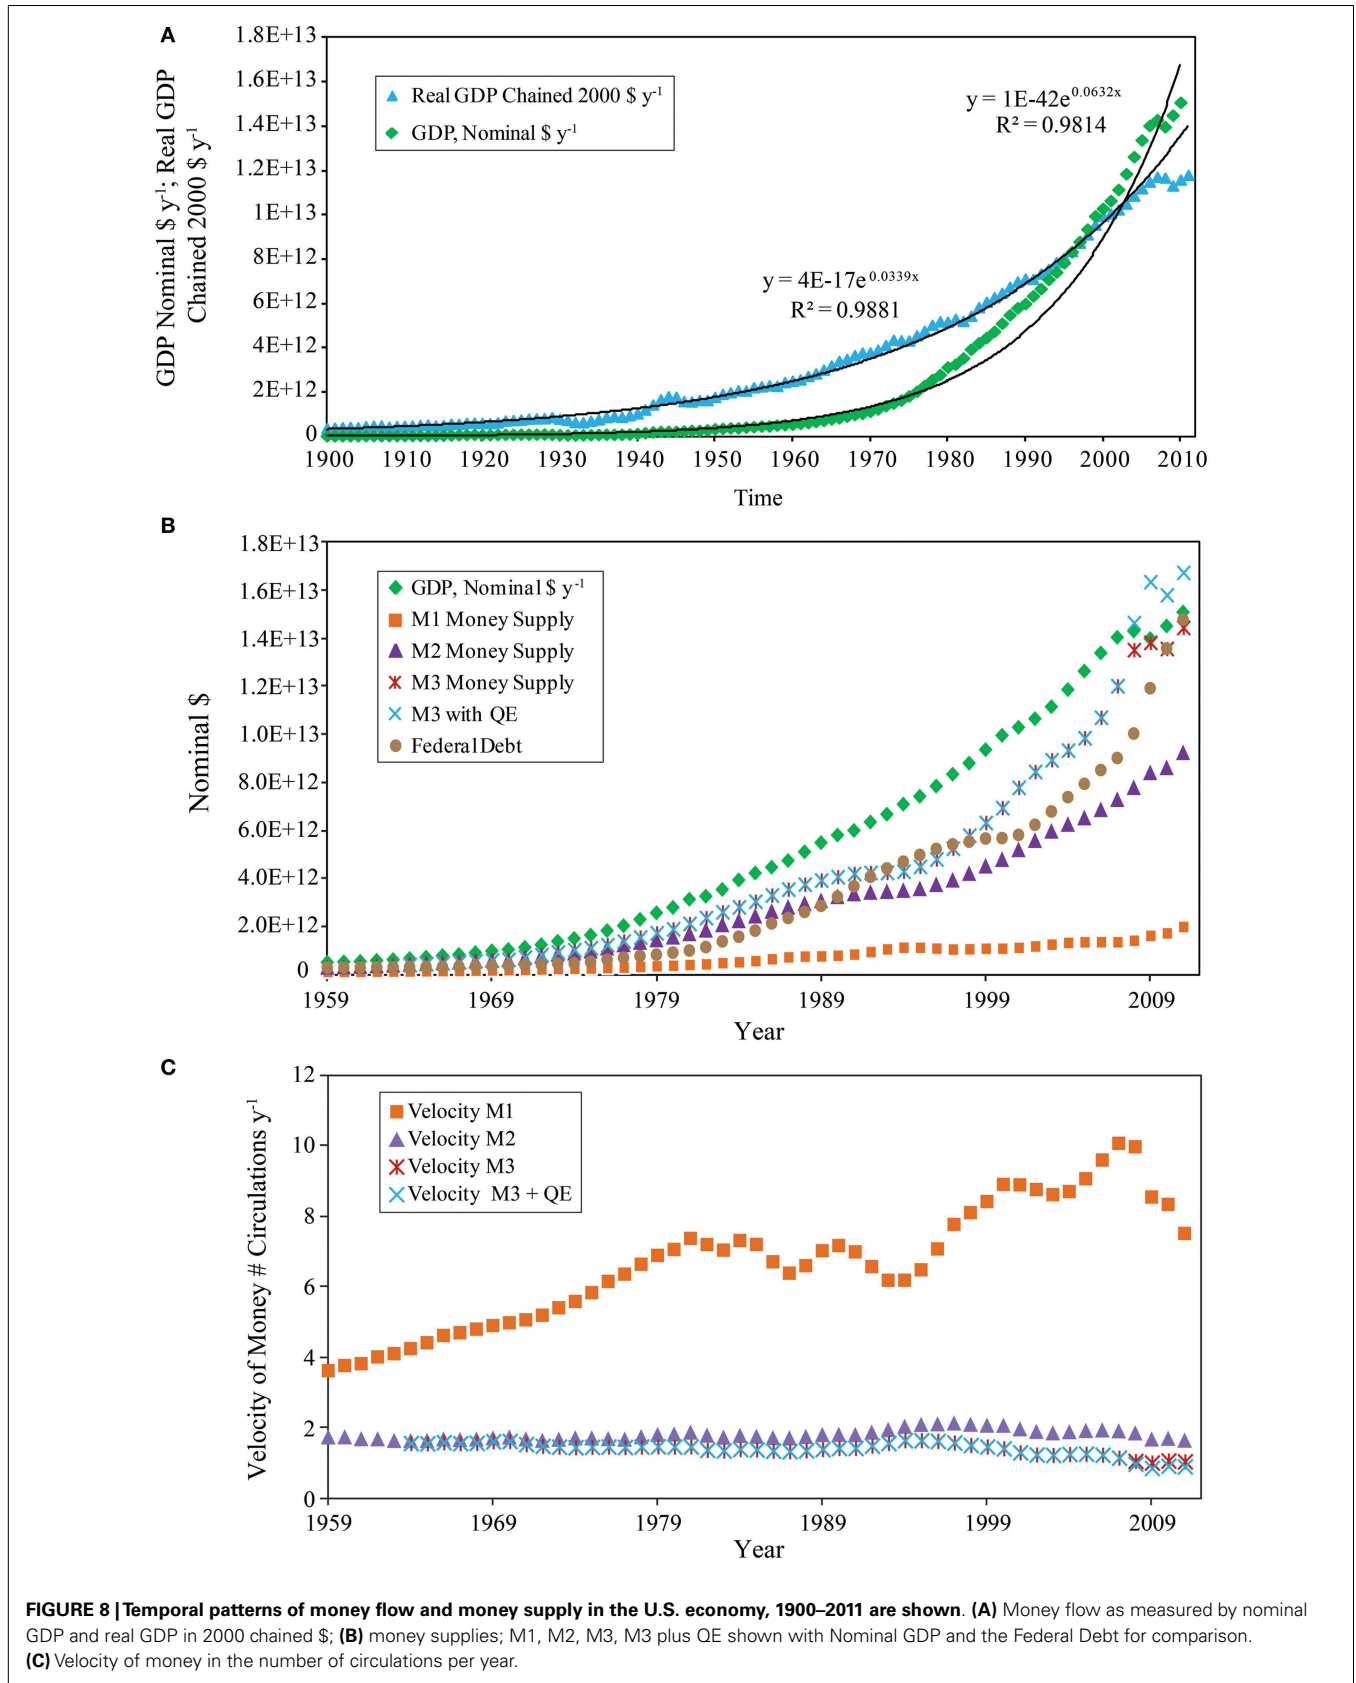 A
GDP Nominal $ y⁻¹; Real GDP
Chained 2000 $ y⁻¹
1.8E+13
1.6E+13
1.4E+13
1.2E+13
1E+13
8E+12
6E+12
4E+12
2E+12
0
Real GDP Chained 2000 $ y⁻¹
GDP, Nominal $ y⁻¹
y = 1E-42e^0.0632x
R² = 0.9814
y = 4E-17e^0.0339x
R² = 0.9881
1900 1910 1920 1930 1940 1950 1960 1970 1980 1990 2000 2010
Time
B
Nominal $
1.8E+13
1.6E+13
1.4E+13
1.2E+13
1.0E+13
8.0E+12
6.0E+12
4.0E+12
2.0E+12
0
GDP, Nominal $ y⁻¹
M1 Money Supply
M2 Money Supply
M3 Money Supply
M3 with QE
Federal Debt
1959 1969 1979 1989 1999 2009
Year
C
Velocity of Money # Circulations y⁻¹
12
10
8
6
4
2
0
Velocity M1
Velocity M2
Velocity M3
Velocity M3 + QE
1959 1969 1979 1989 1999 2009
Year
FIGURE 8 | Temporal patterns of money flow and money supply in the U.S. economy, 1900–2011 are shown. (A) Money flow as measured by nominal
GDP and real GDP in 2000 chained $; (B) money supplies; M1, M2, M3, M3 plus QE shown with Nominal GDP and the Federal Debt for comparison.
(C) Velocity of money in the number of circulations per year.